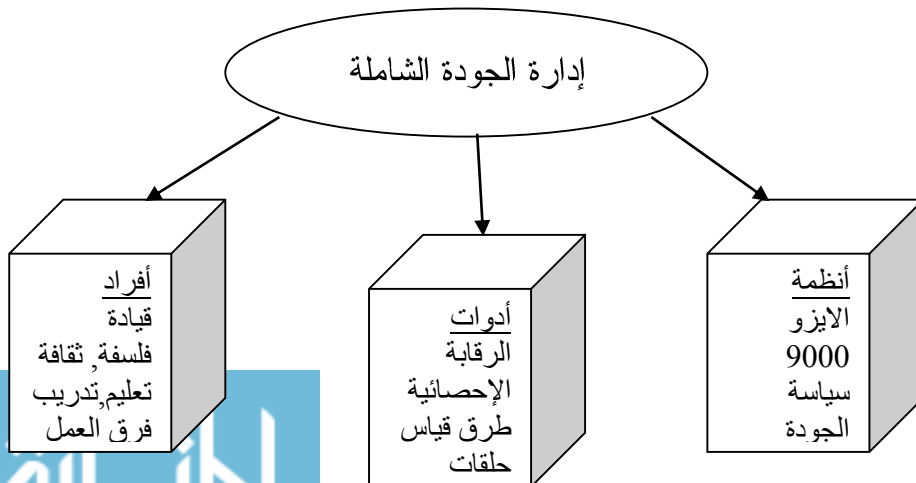 إدارة الجودة الشاملة
أنظمة
الايزو
9000
سياسة
الجودة
أدوات
الرقابة
الإحصائية
طرق قياس
حلقات
أفراد
قيادة
فلسفة, ثقافة
تعليم,تدريب
فرق العمل